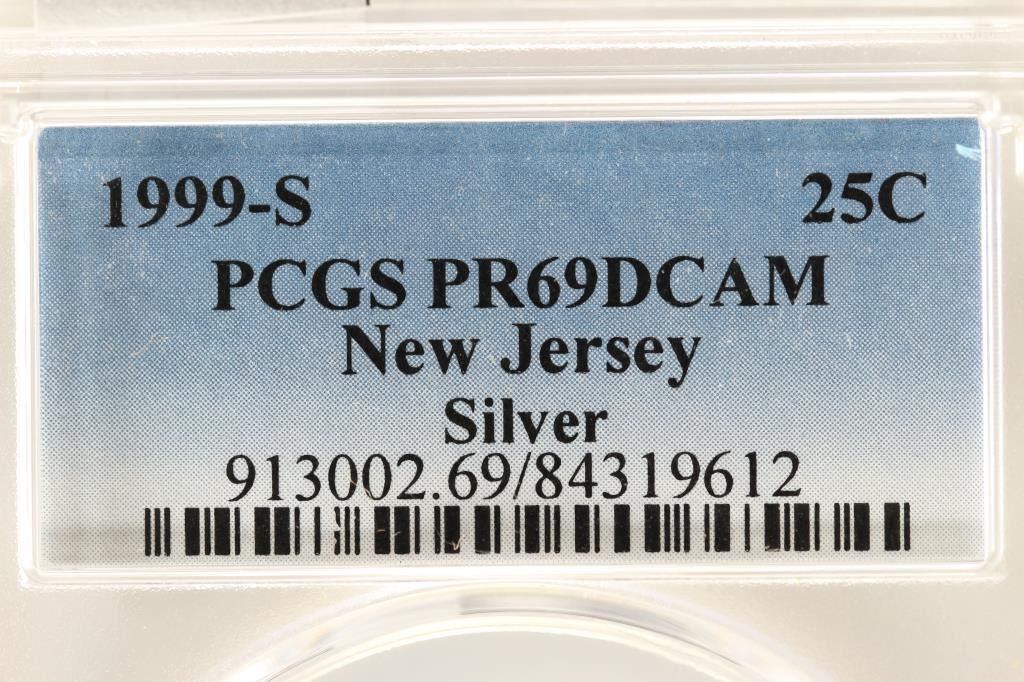 1999-S 25C
PCGS PR69DCAM
New Jersey
Silver
913002.69/84319612